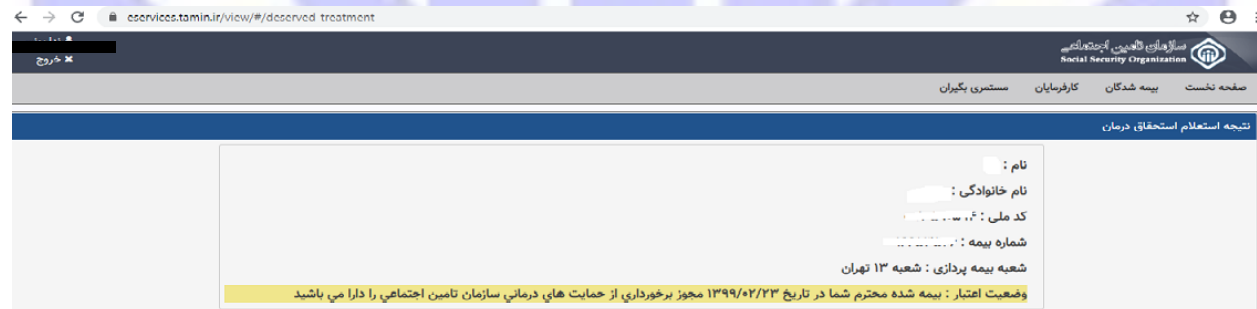 eservices.tamin.ir/view/#/deserved-treatment
سازمان تامین اجتماعی
Social Security Organization
خروج
صفحه نخست
بیمه شدگان
کارفرمایان
مستمری بگیران
نتیجه استعلام استحقاق درمان
نام :
نام خانوادگی :
کد ملی :
شماره بیمه :
شعبه بیمه پردازی : شعبه ۱۳ تهران
وضعیت اعتبار : بیمه شده محترم شما در تاریخ ۱۳۹۹/۰۲/۲۳ مجوز برخورداري از حمايت هاي درماني سازمان تامين اجتماعي را دارا مي باشيد